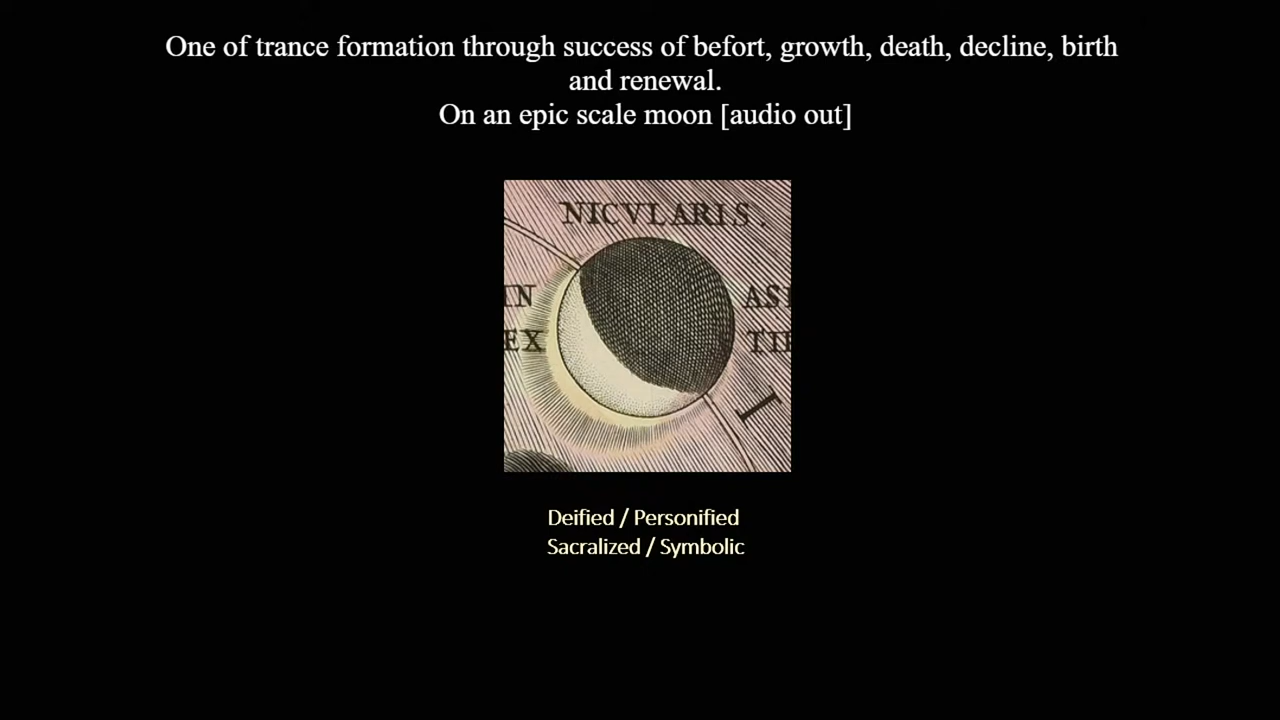 One of trance formation through success of befort, growth, death, decline, birth
and renewal.
On an epic scale moon [audio out]
NICVLARIS.
IN
AS
EX
TIE
I
Deified / Personified
Sacralized / Symbolic